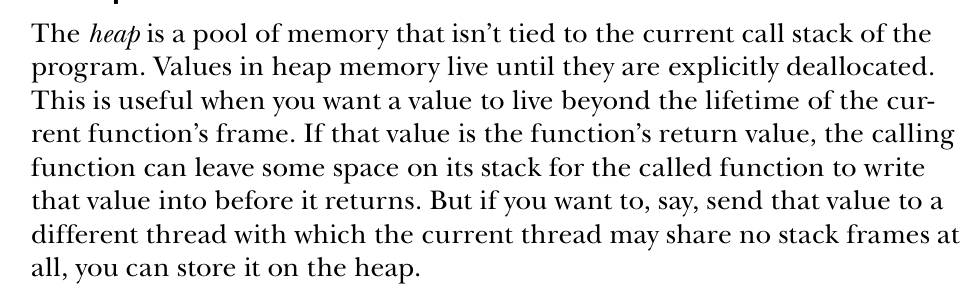 The heap is a pool of memory that isn’t tied to the current call stack of the
program. Values in heap memory live until they are explicitly deallocated.
This is useful when you want a value to live beyond the lifetime of the cur-
rent function’s frame. If that value is the function’s return value, the calling
function can leave some space on its stack for the called function to write
that value into before it returns. But if you want to, say, send that value to a
different thread with which the current thread may share no stack frames at
all, you can store it on the heap.